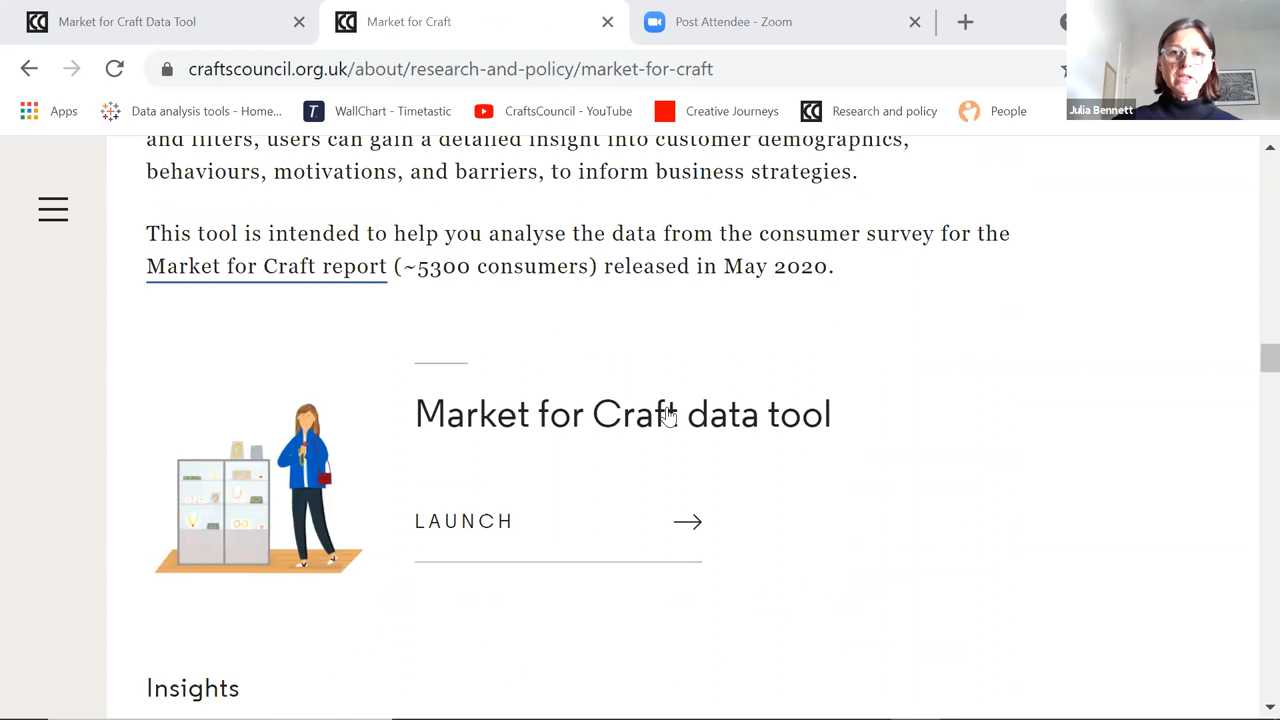 Market for Craft Data Tool
Market for Craft
Post Attendee - Zoom
craftscouncil.org.uk/about/research-and-policy/market-for-craft
Apps
Data analysis tools - Home...
WallChart - Timetastic
CraftsCouncil - YouTube
Creative Journeys
Research and policy
People
Julia Bennett
and filters, users can gain a detailed insight into customer demographics,
behaviours, motivations, and barriers, to inform business strategies.
This tool is intended to help you analyse the data from the consumer survey for the
Market for Craft report (~5300 consumers) released in May 2020.
Market for Craft data tool
LAUNCH
Insights